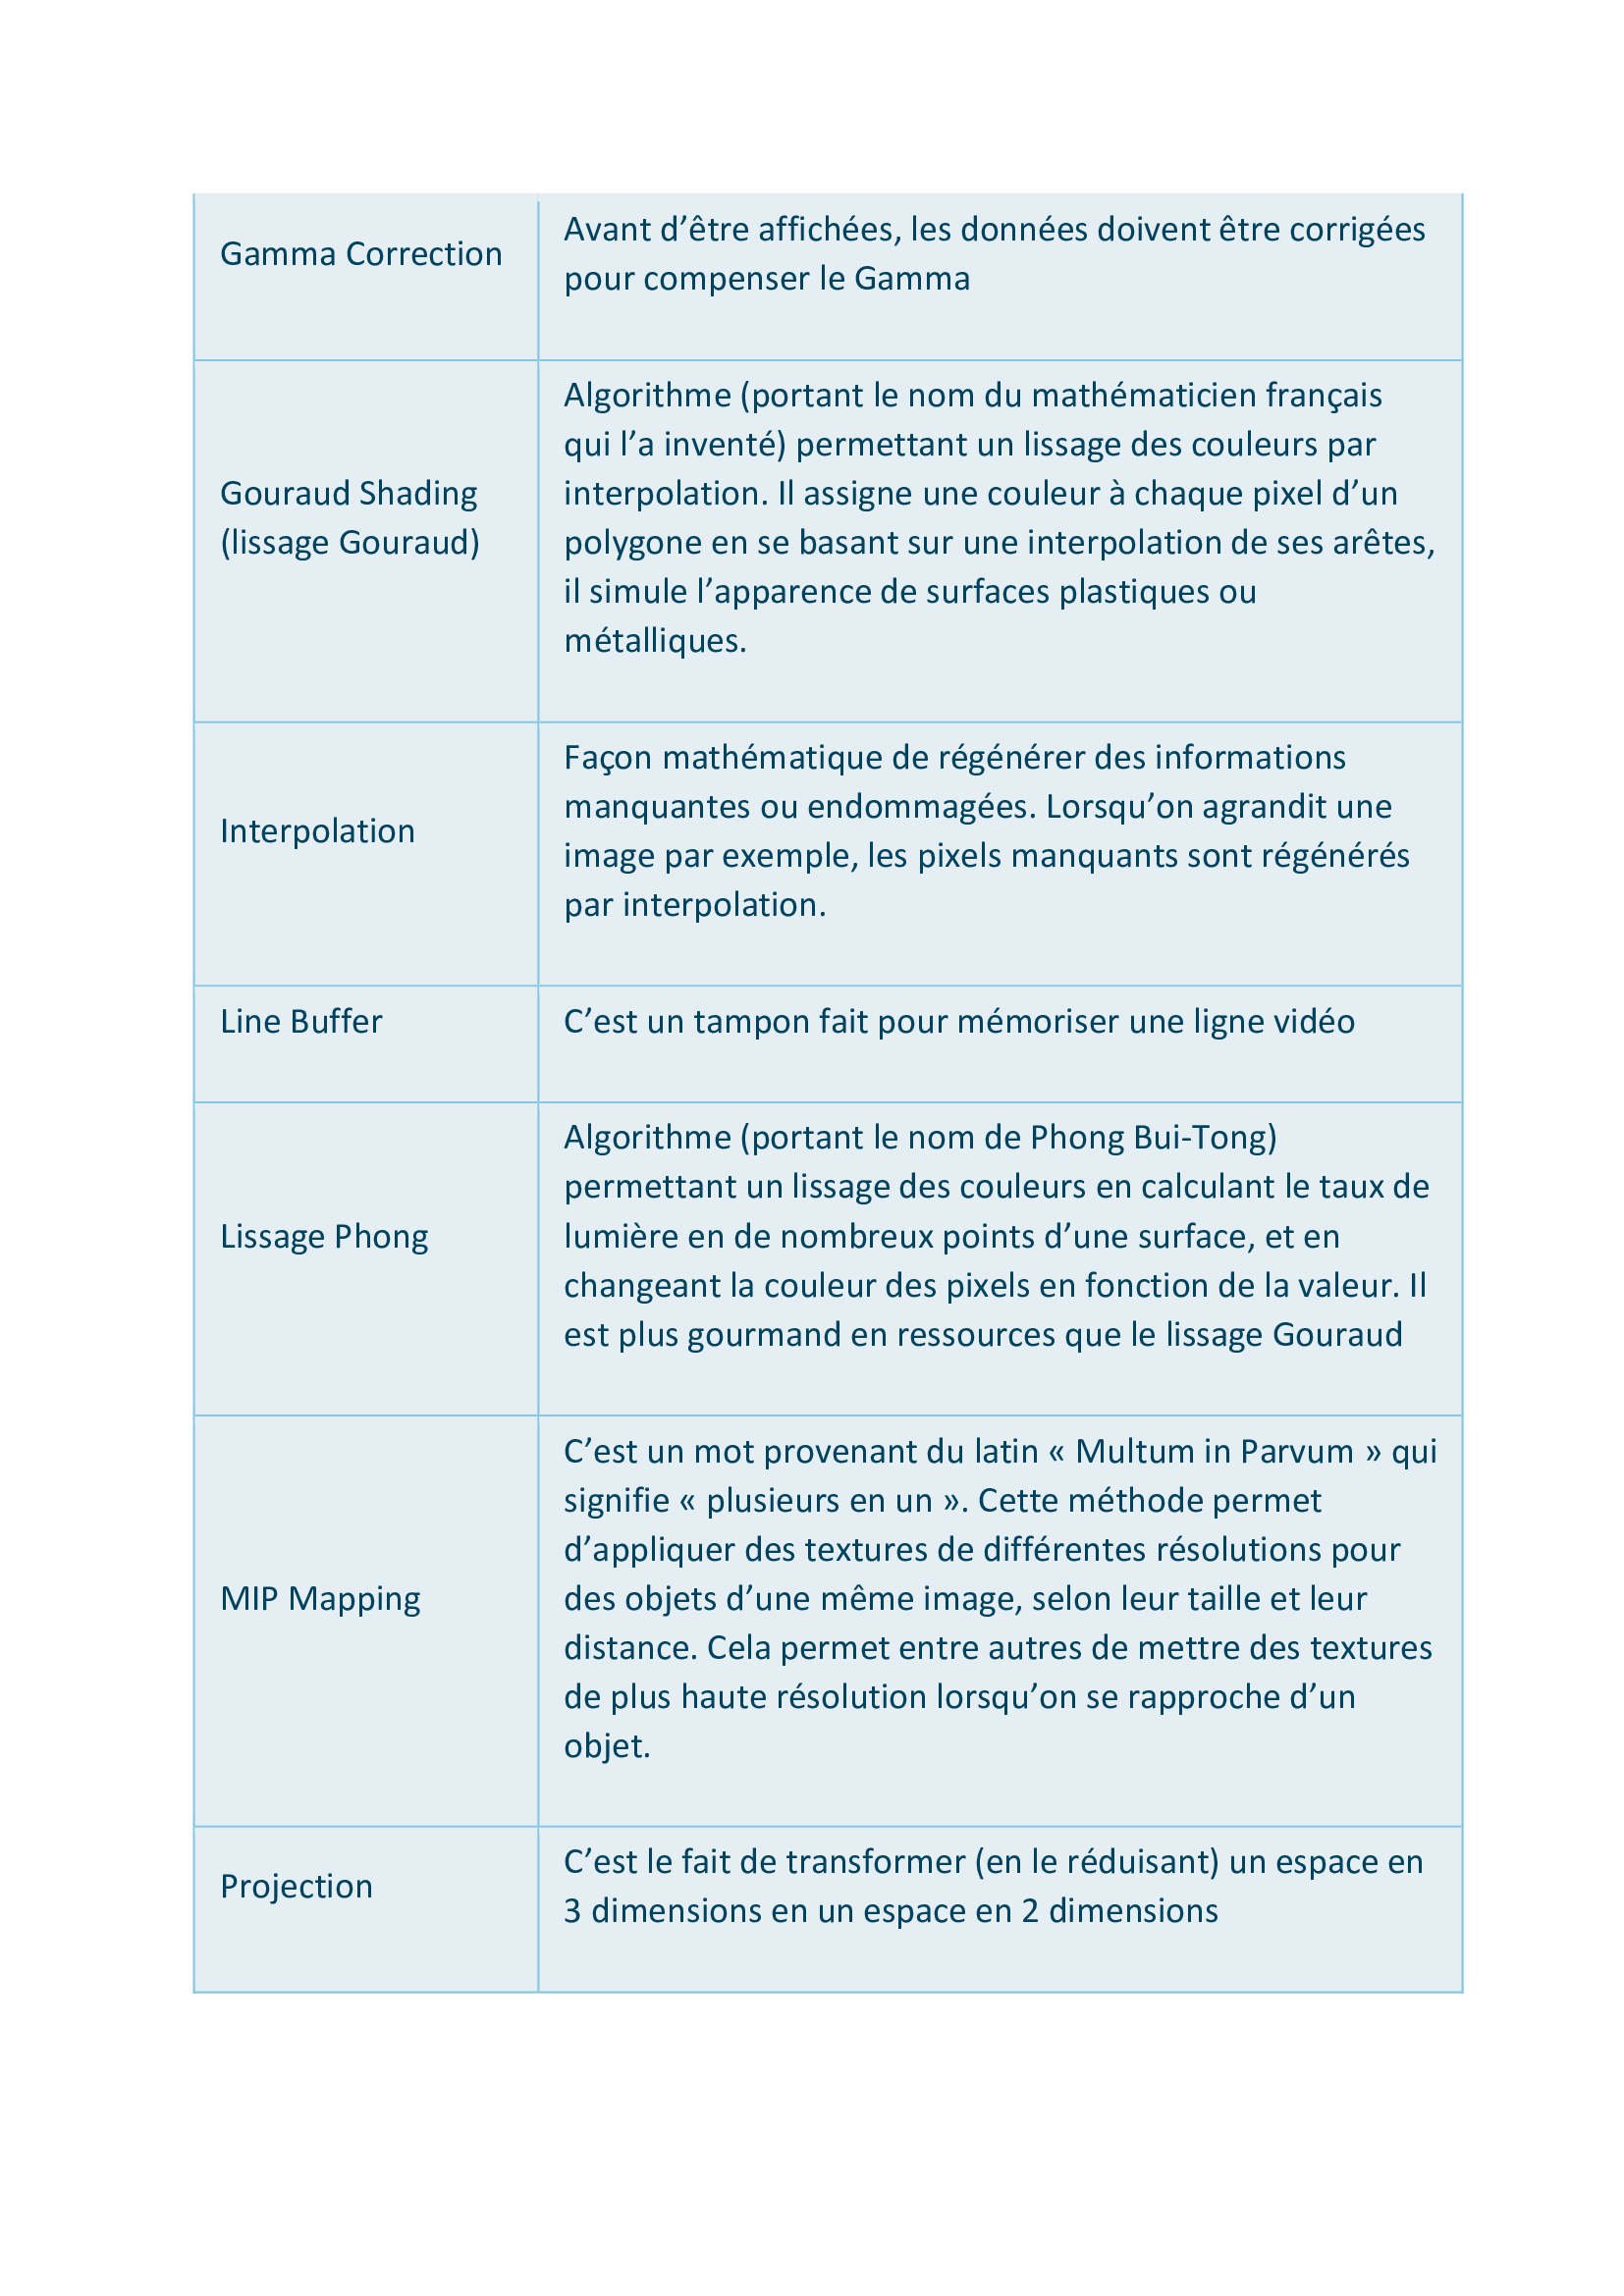 Gamma Correction
Avant d’être affichées, les données doivent être corrigées
pour compenser le Gamma
Gouraud Shading
(lissage Gouraud)
Algorithme (portant le nom du mathématicien français
qui l’a inventé) permettant un lissage des couleurs par
interpolation. Il assigne une couleur à chaque pixel d’un
polygone en se basant sur une interpolation de ses arêtes,
il simule l’apparence de surfaces plastiques ou
métalliques.
Interpolation
Façon mathématique de régénérer des informations
manquantes ou endommagées. Lorsqu’on agrandit une
image par exemple, les pixels manquants sont régénérés
par interpolation.
Line Buffer
C’est un tampon fait pour mémoriser une ligne vidéo
Lissage Phong
Algorithme (portant le nom de Phong Bui-Tong)
permettant un lissage des couleurs en calculant le taux de
lumière en de nombreux points d’une surface, et en
changeant la couleur des pixels en fonction de la valeur. Il
est plus gourmand en ressources que le lissage Gouraud
MIP Mapping
C’est un mot provenant du latin « Multum in Parvum » qui
signifie « plusieurs en un ». Cette méthode permet
d’appliquer des textures de différentes résolutions pour
des objets d’une même image, selon leur taille et leur
distance. Cela permet entre autres de mettre des textures
de plus haute résolution lorsqu’on se rapproche d’un
objet.
Projection
C’est le fait de transformer (en le réduisant) un espace en
3 dimensions en un espace en 2 dimensions